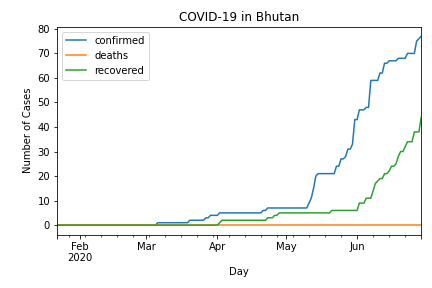 COVID-19 in Bhutan
confirmed
deaths
recovered
Number of Cases
80
70
60
50
40
30
20
10
0
Feb Mar Apr May Jun
2020
Day